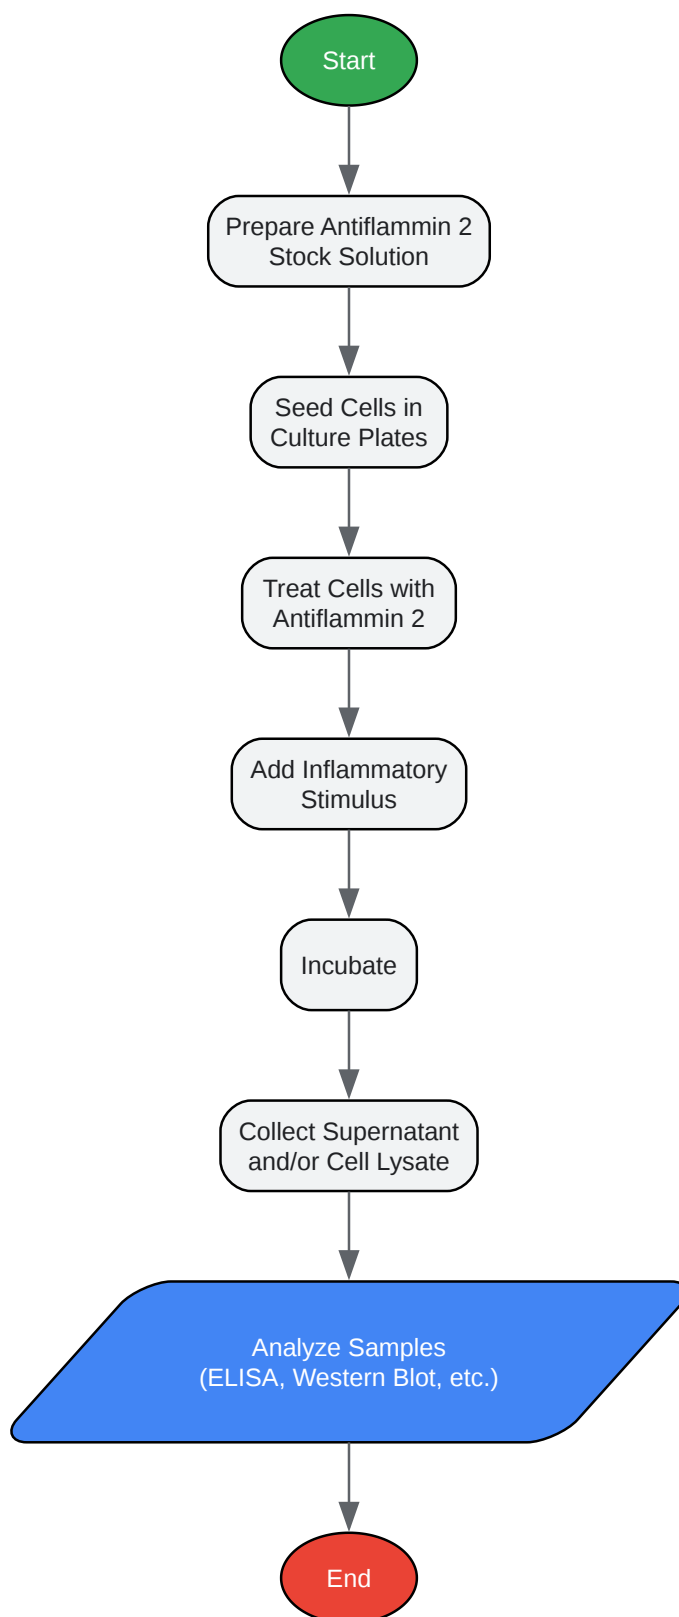 Start
Prepare Antiflammin 2
Stock Solution
Seed Cells in
Culture Plates
Treat Cells with
Antiflammin 2
Add Inflammatory
Stimulus
Incubate
Collect Supernatant
and/or Cell Lysate
Analyze Samples
(ELISA, Western Blot, etc.)
End